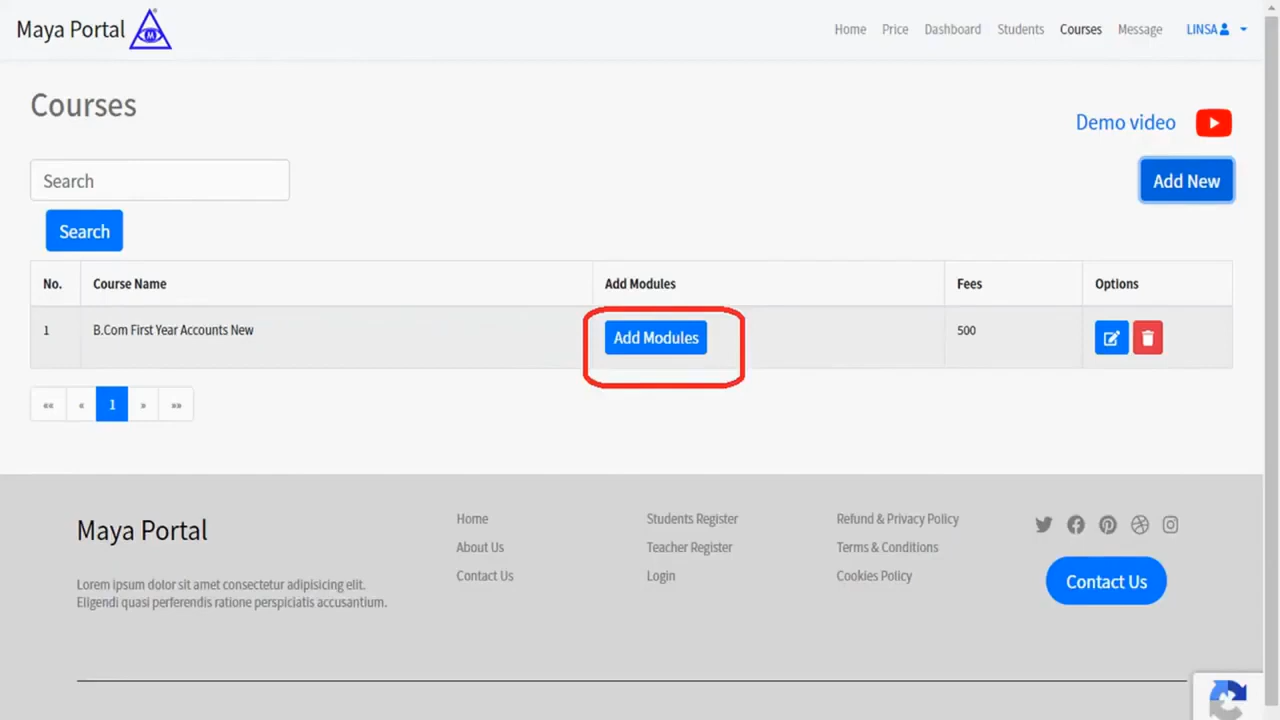 Maya Portal
Home Price Dashboard Students Courses Message LINSA
Courses
Demo video
Search
Add New
Search
No. Course Name Add Modules Fees Options
1 B.Com First Year Accounts New Add Modules 500
«« « 1 » »»
Maya Portal
Lorem ipsum dolor sit amet consectetur adipisicing elit.
Eligendi quasi perferendis ratione perspiciatis accusantium.
Home
About Us
Contact Us
Students Register
Teacher Register
Login
Refund & Privacy Policy
Terms & Conditions
Cookies Policy
Contact Us